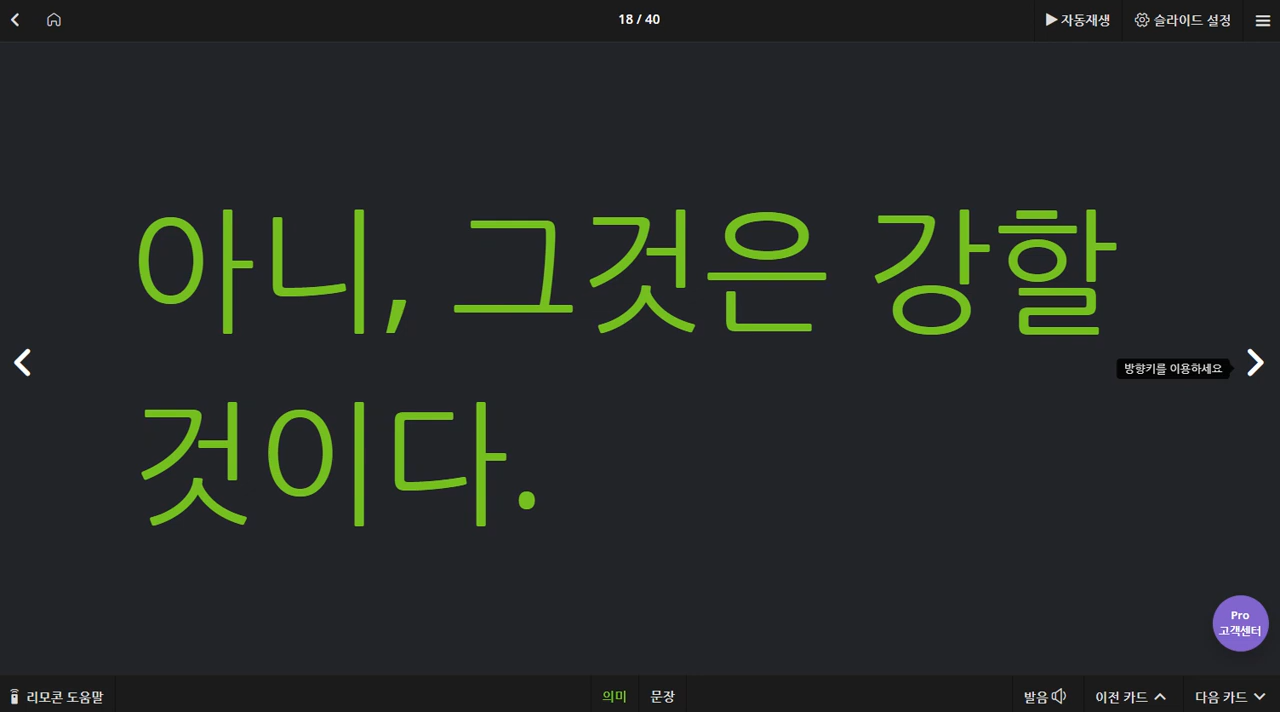 18 / 40
▶ 자동재생
슬라이드 설정
아니, 그것은 강할
것이다.
방향키를 이용하세요
Pro
고객센터
리모콘 도움말
의미
문장
발음
이전 카드
다음 카드